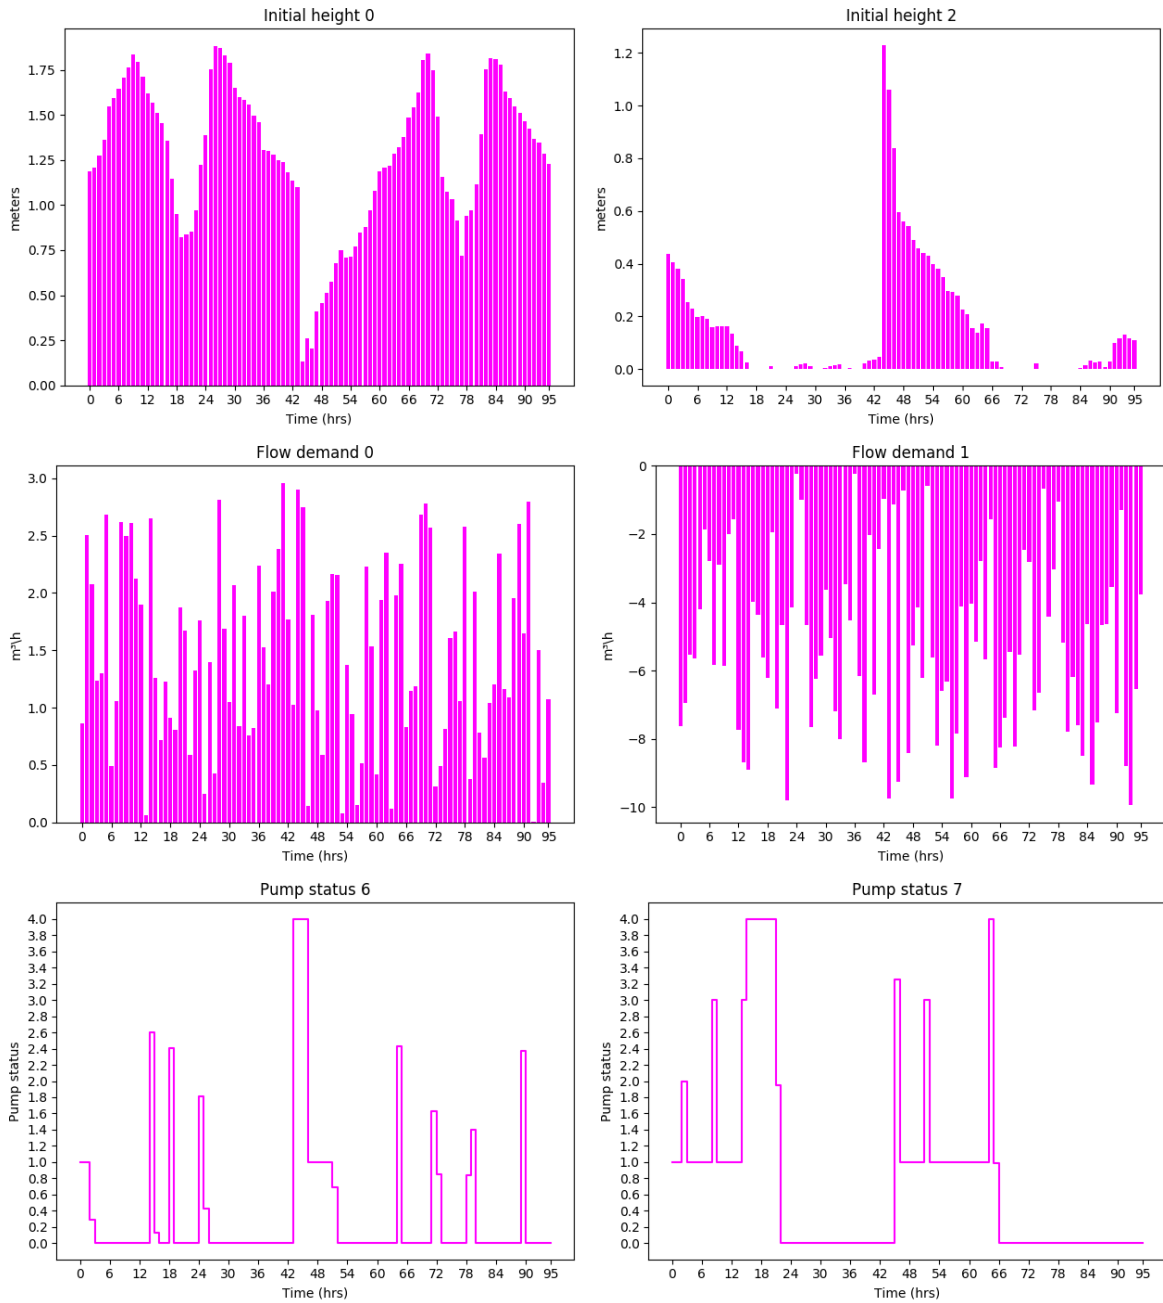 Initial height 0
1.75
1.50
1.25
1.00
0.75
0.50
0.25
0.00
meters
0 6 12 18 24 30 36 42 48 54 60 66 72 78 84 90 95
Time (hrs)
Initial height 2
1.2
1.0
0.8
0.6
0.4
0.2
0.0
meters
0 6 12 18 24 30 36 42 48 54 60 66 72 78 84 90 95
Time (hrs)
Flow demand 0
3.0
2.5
2.0
1.5
1.0
0.5
0.0
m³\h
0 6 12 18 24 30 36 42 48 54 60 66 72 78 84 90 95
Time (hrs)
Flow demand 1
0
−2
−4
−6
−8
−10
m³\h
0 6 12 18 24 30 36 42 48 54 60 66 72 78 84 90 95
Time (hrs)
Pump status 6
4.0
3.8
3.6
3.4
3.2
3.0
2.8
2.6
2.4
2.2
2.0
1.8
1.6
1.4
1.2
1.0
0.8
0.6
0.4
0.2
0.0
Pump status
0 6 12 18 24 30 36 42 48 54 60 66 72 78 84 90 95
Time (hrs)
Pump status 7
4.0
3.8
3.6
3.4
3.2
3.0
2.8
2.6
2.4
2.2
2.0
1.8
1.6
1.4
1.2
1.0
0.8
0.6
0.4
0.2
0.0
Pump status
0 6 12 18 24 30 36 42 48 54 60 66 72 78 84 90 95
Time (hrs)